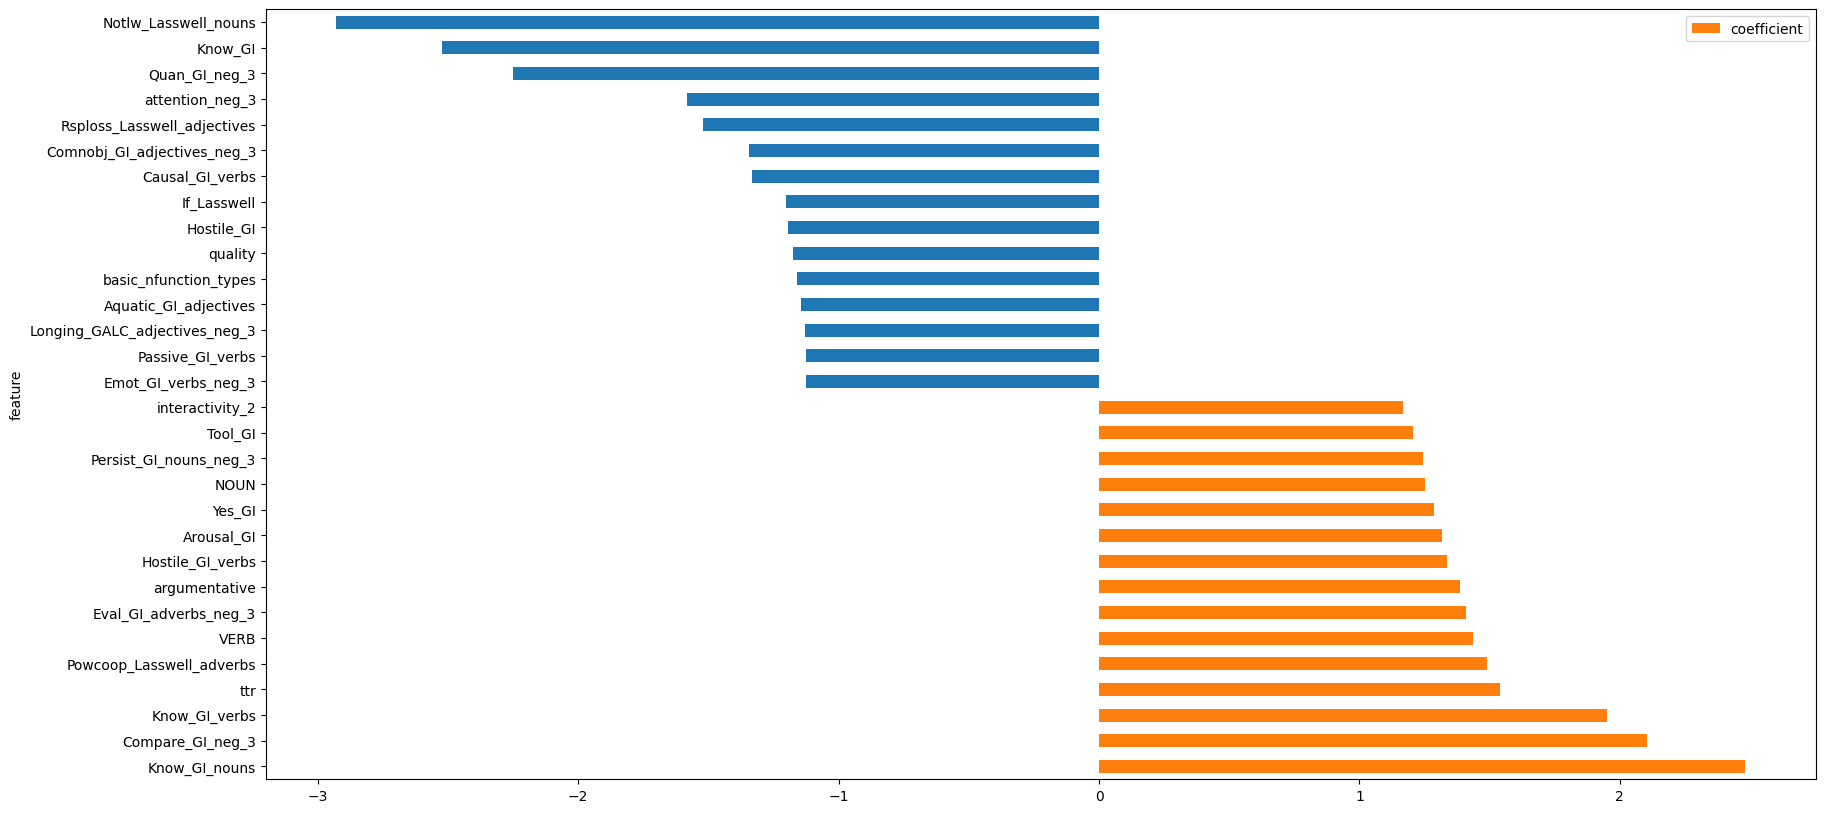 Notlw_Lasswell_nouns
Know_GI
Quan_GI_neg_3
attention_neg_3
Rsploss_Lasswell_adjectives
Comnobj_GI_adjectives_neg_3
Causal_GI_verbs
If_Lasswell
Hostile_GI
quality
basic_nfunction_types
Aquatic_GI_adjectives
Longing_GALC_adjectives_neg_3
Passive_GI_verbs
Emot_GI_verbs_neg_3
interactivity_2
Tool_GI
Persist_GI_nouns_neg_3
NOUN
Yes_GI
Arousal_GI
Hostile_GI_verbs
argumentative
Eval_GI_adverbs_neg_3
VERB
Powcoop_Lasswell_adverbs
ttr
Know_GI_verbs
Compare_GI_neg_3
Know_GI_nouns
feature
coefficient
−3 −2 −1 0 1 2